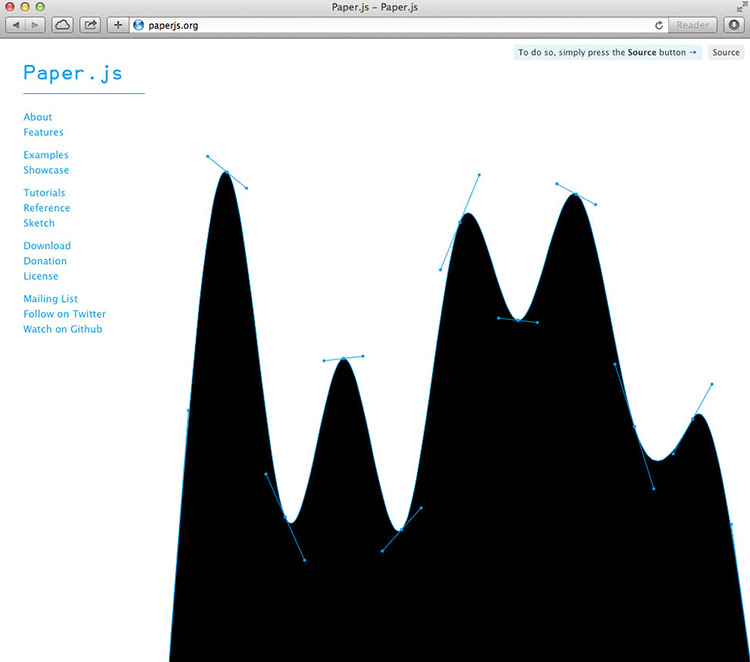 Paper.js – Paper.js
paperjs.org
Reader
To do so, simply press the Source button →
Source
Paper.js
About
Features
Examples
Showcase
Tutorials
Reference
Sketch
Download
Donation
License
Mailing List
Follow on Twitter
Watch on Github